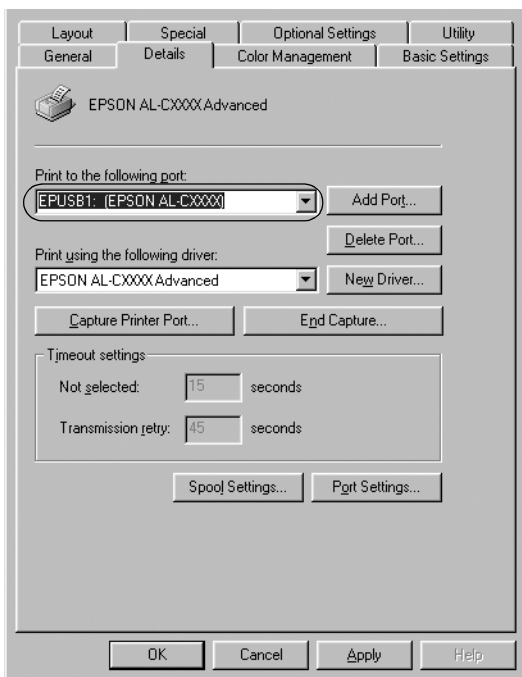 Layout Special Optional Settings Utility
General Details Color Management Basic Settings
EPSON AL-CXXXX Advanced
Print to the following port:
EPUSB1: (EPSON AL-CXXXX) Add Port...
Delete Port...
Print using the following driver:
EPSON AL-CXXXX Advanced New Driver...
Capture Printer Port... End Capture...
Timeout settings
Not selected: 15 seconds
Transmission retry: 45 seconds
Spool Settings... Port Settings...
OK Cancel Apply Help